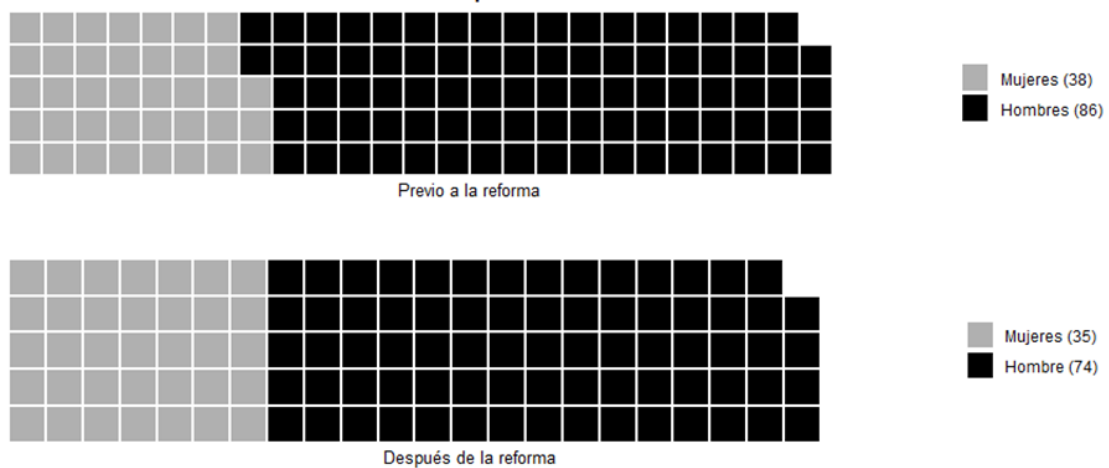 Mujeres (38)
Hombres (86)
Previo a la reforma
Mujeres (35)
Hombre (74)
Después de la reforma